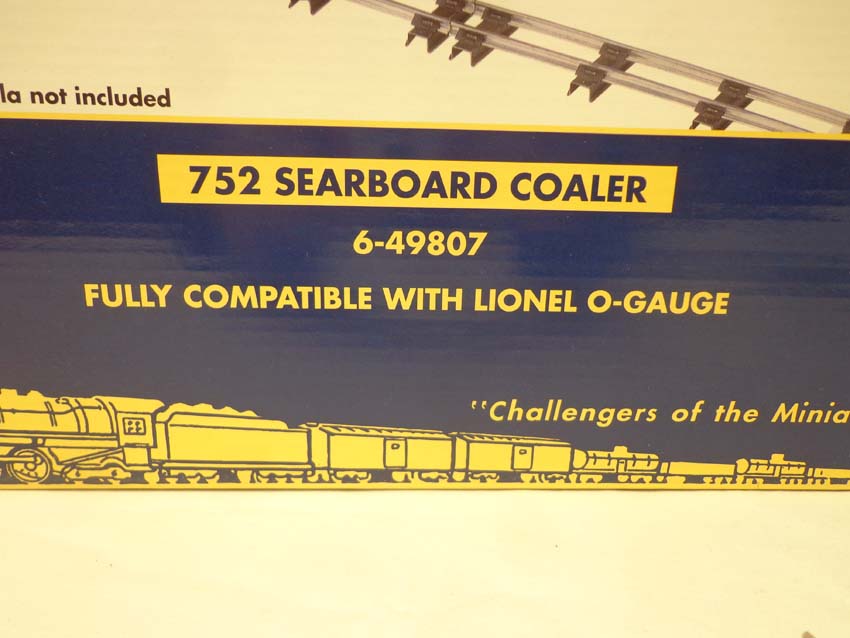 la not included
752 SEARBOARD COALER
6-49807
FULLY COMPATIBLE WITH LIONEL O-GAUGE
"Challengers of the Minia